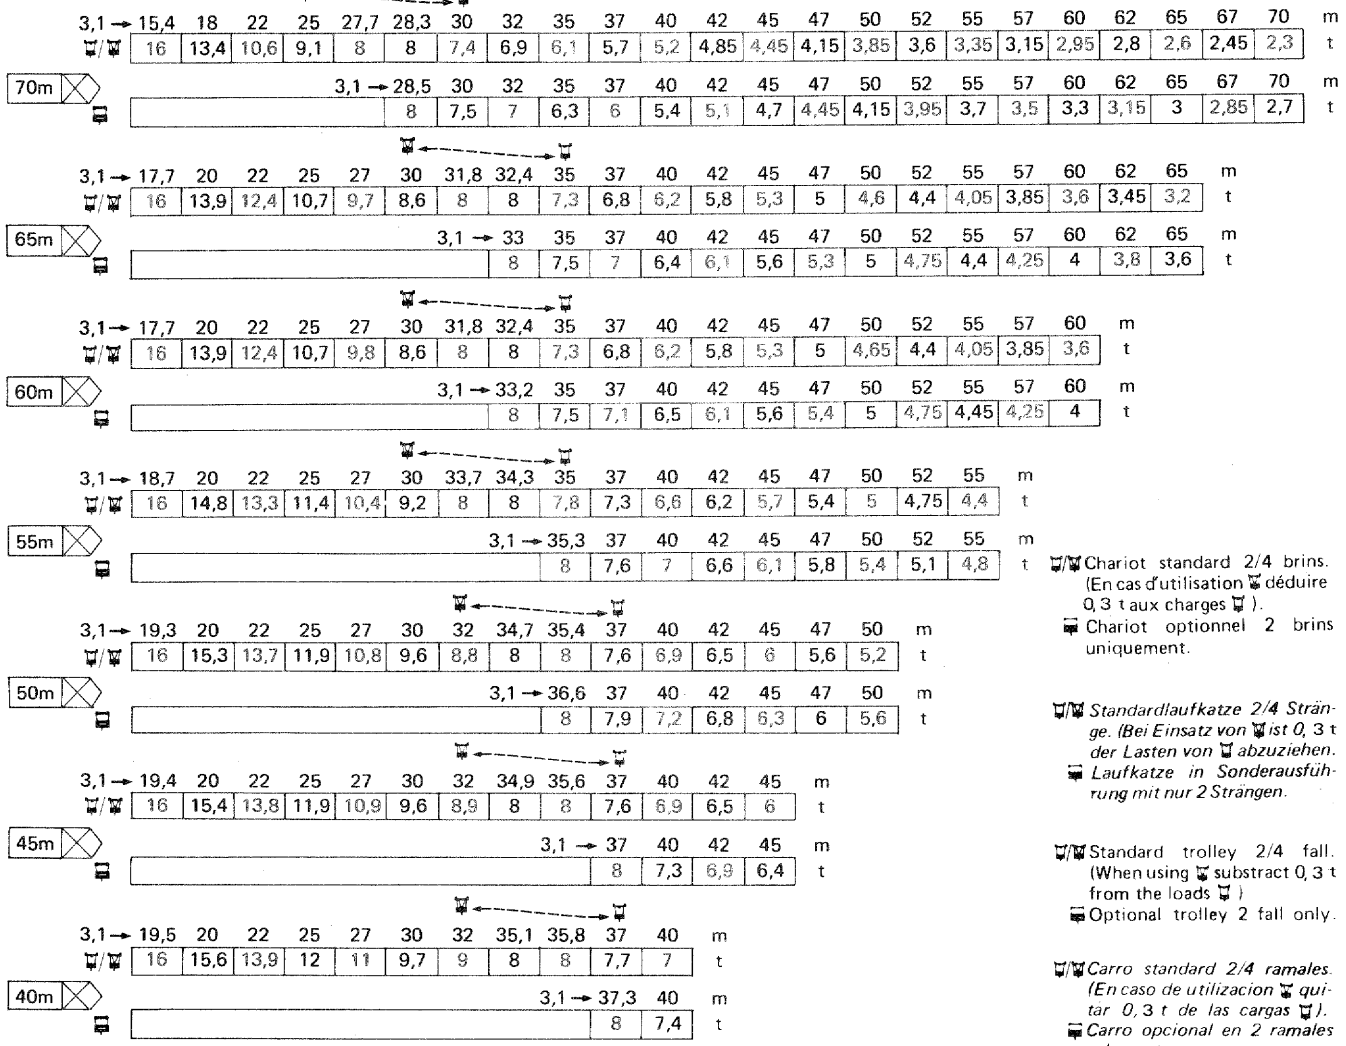 3,1 → 15,4 18 22 25 27,7 28,3 30 32 35 37 40 42 45 47 50 52 55 57 60 62 65 67 70 m
16 13,4 10,6 9,1 8 8 7,4 6,9 6,1 5,7 5,2 4,85 4,45 4,15 3,85 3,6 3,35 3,15 2,95 2,8 2,6 2,45 2,3 t
70m 3,1 → 28,5 30 32 35 37 40 42 45 47 50 52 55 57 60 62 65 67 70 m
8 7,5 7 6,3 6 5,4 5,1 4,7 4,45 4,15 3,95 3,7 3,5 3,3 3,15 3 2,85 2,7 t
3,1 → 17,7 20 22 25 27 30 31,8 32,4 35 37 40 42 45 47 50 52 55 57 60 62 65 m
16 13,9 12,4 10,7 9,7 8,6 8 8 7,3 6,8 6,2 5,8 5,3 5 4,6 4,4 4,05 3,85 3,6 3,45 3,2 t
65m 3,1 → 33 35 37 40 42 45 47 50 52 55 57 60 62 65 m
8 7,5 7 6,4 6,1 5,6 5,3 5 4,75 4,4 4,25 4 3,8 3,6 t
3,1 → 17,7 20 22 25 27 30 31,8 32,4 35 37 40 42 45 47 50 52 55 57 60 m
16 13,9 12,4 10,7 9,8 8,6 8 8 7,3 6,8 6,2 5,8 5,3 5 4,65 4,4 4,05 3,85 3,6 t
60m 3,1 → 33,2 35 37 40 42 45 47 50 52 55 57 60 m
8 7,5 7,1 6,5 6,1 5,6 5,4 5 4,75 4,45 4,25 4 t
3,1 → 18,7 20 22 25 27 30 33,7 34,3 35 37 40 42 45 47 50 52 55 m
16 14,8 13,3 11,4 10,4 9,2 8 8 7,8 7,3 6,6 6,2 5,7 5,4 5 4,75 4,4 t
55m 3,1 → 35,3 37 40 42 45 47 50 52 55 m
8 7,6 7 6,6 6,1 5,8 5,4 5,1 4,8 t
3,1 → 19,3 20 22 25 27 30 32 34,7 35,4 37 40 42 45 47 50 m
16 15,3 13,7 11,9 10,8 9,6 8,8 8 8 7,6 6,9 6,5 6 5,6 5,2 t
50m 3,1 → 36,6 37 40 42 45 47 50 m
8 7,9 7,2 6,8 6,3 6 5,6 t
3,1 → 19,4 20 22 25 27 30 32 34,9 35,6 37 40 42 45 m
16 15,4 13,8 11,9 10,9 9,6 8,9 8 8 7,6 6,9 6,5 6 t
45m 3,1 → 37 40 42 45 m
8 7,3 6,9 6,4 t
3,1 → 19,5 20 22 25 27 30 32 35,1 35,8 37 40 m
16 15,6 13,9 12 11 9,7 9 8 8 7,7 7 t
40m 3,1 → 37,3 40 m
8 7,4 t
Chariot standard 2/4 brins.
(En cas d'utilisation déduire
0,3 t aux charges ).
Chariot optionnel 2 brins
uniquement.
Standardlaufkatze 2/4 Strän-
ge. (Bei Einsatz von ist 0,3 t
der Lasten von abzuziehen.
Laufkatze in Sonderausfüh-
rung mit nur 2 Strängen.
Standard trolley 2/4 fall.
(When using substract 0,3 t
from the loads )
Optional trolley 2 fall only.
Carro standard 2/4 ramales.
(En caso de utilizacion qui-
tar 0,3 t de las cargas ).
Carro opcional en 2 ramales